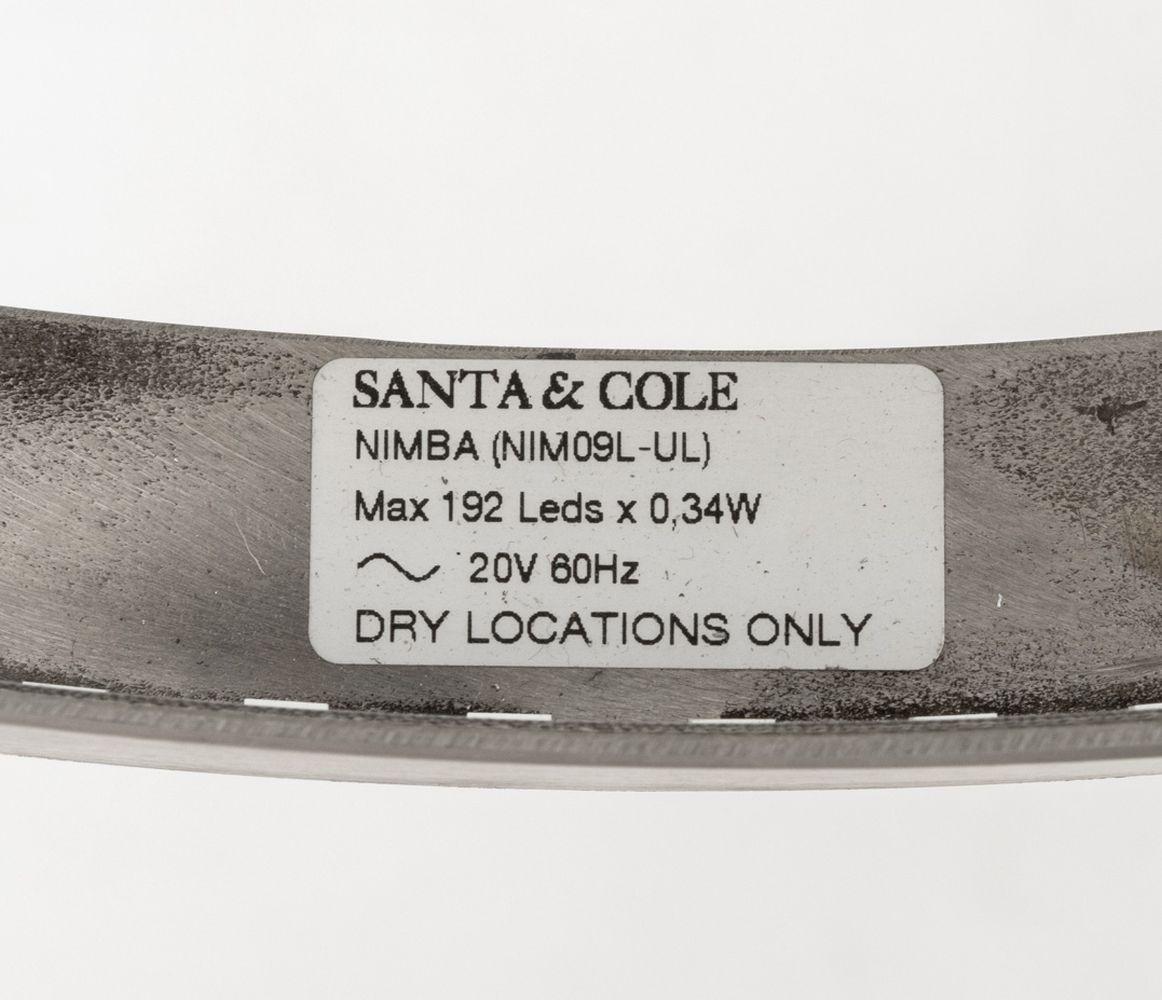 SANTA & COLE
NIMBA (NIM09L-UL)
Max 192 Leds x 0,34W
20V 60Hz
DRY LOCATIONS ONLY